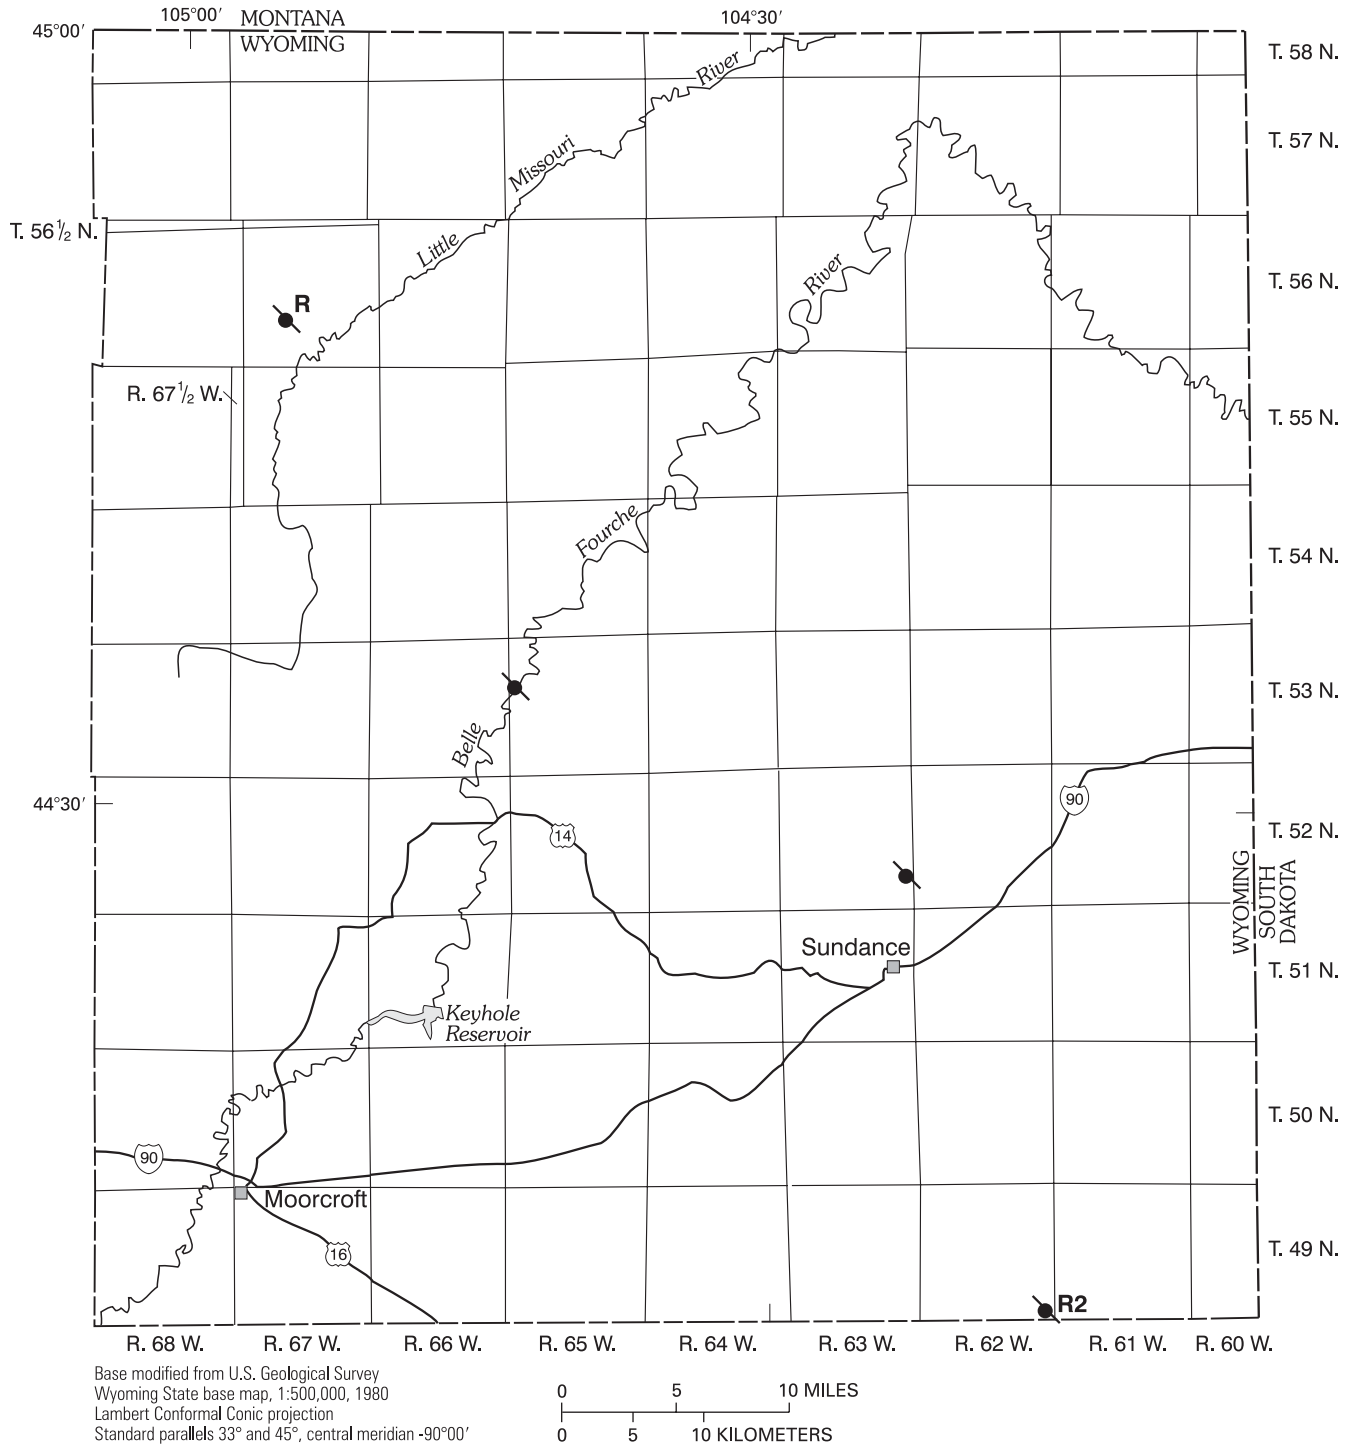 105°00′
MONTANA
104°30′
45°00′
WYOMING
T. 58 N.
River
T. 57 N.
Missouri
T. 56 1/2 N.
Little
River
T. 56 N.
R
R. 67 1/2 W.
T. 55 N.
Fourche
T. 54 N.
T. 53 N.
Belle
44°30′
90
14
T. 52 N.
WYOMING
SOUTH
DAKOTA
Sundance
T. 51 N.
Keyhole
Reservoir
T. 50 N.
90
Moorcroft
16
T. 49 N.
R2
R. 68 W. R. 67 W. R. 66 W. R. 65 W. R. 64 W. R. 63 W. R. 62 W. R. 61 W. R. 60 W.
Base modified from U.S. Geological Survey
Wyoming State base map, 1:500,000, 1980
Lambert Conformal Conic projection
Standard parallels 33° and 45°, central meridian -90°00′
0 5 10 MILES
0 5 10 KILOMETERS